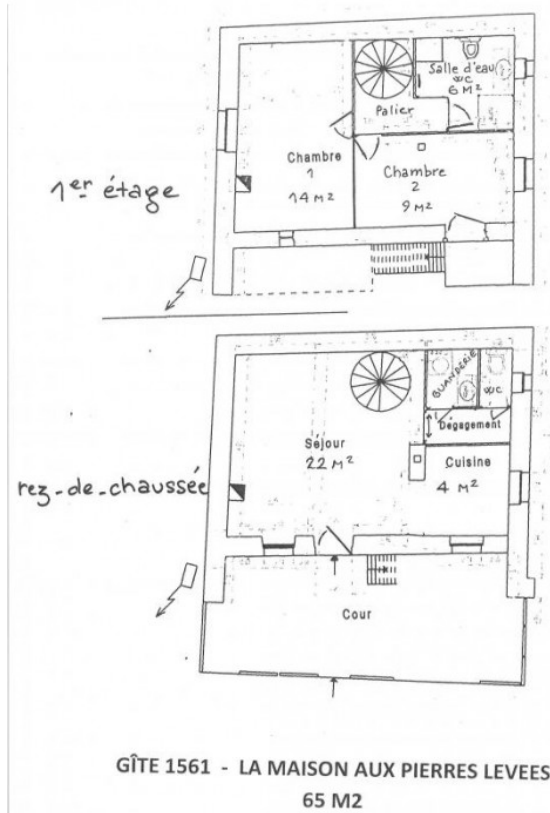 Salle d'eau
WC
6 M²
Palier
Chambre
1
14 M²
Chambre
2
9 M²
1er étage
BUANDERIE
WC
Dégagement
Séjour
22 M²
Cuisine
4 M²
rez-de-chaussée
Cour
GÎTE 1561 - LA MAISON AUX PIERRES LEVEES
65 M2